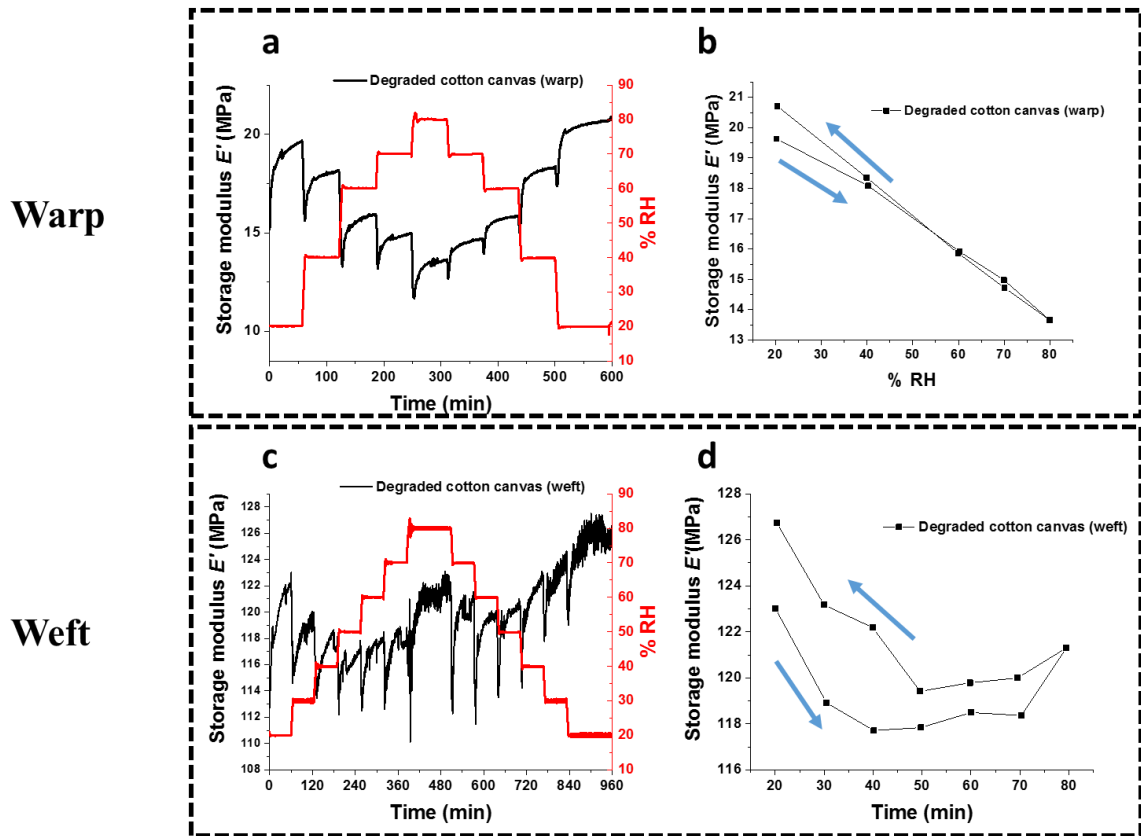 Warp
a
Degraded cotton canvas (warp)
Storage modulus E' (MPa)
20
15
10
0 100 200 300 400 500 600
Time (min)
90
80
70
60
50
40
30
20
10
% RH
b
Degraded cotton canvas (warp)
Storage modulus E' (MPa)
21
20
19
18
17
16
15
14
13
20 30 40 50 60 70 80
% RH
Weft
c
Degraded cotton canvas (weft)
Storage modulus E' (MPa)
128
126
124
122
120
118
116
114
112
110
108
0 120 240 360 480 600 720 840 960
Time (min)
90
80
70
60
50
40
30
20
10
% RH
d
Degraded cotton canvas (weft)
Storage modulus E'(MPa)
128
126
124
122
120
118
116
20 30 40 50 60 70 80
Time (min)